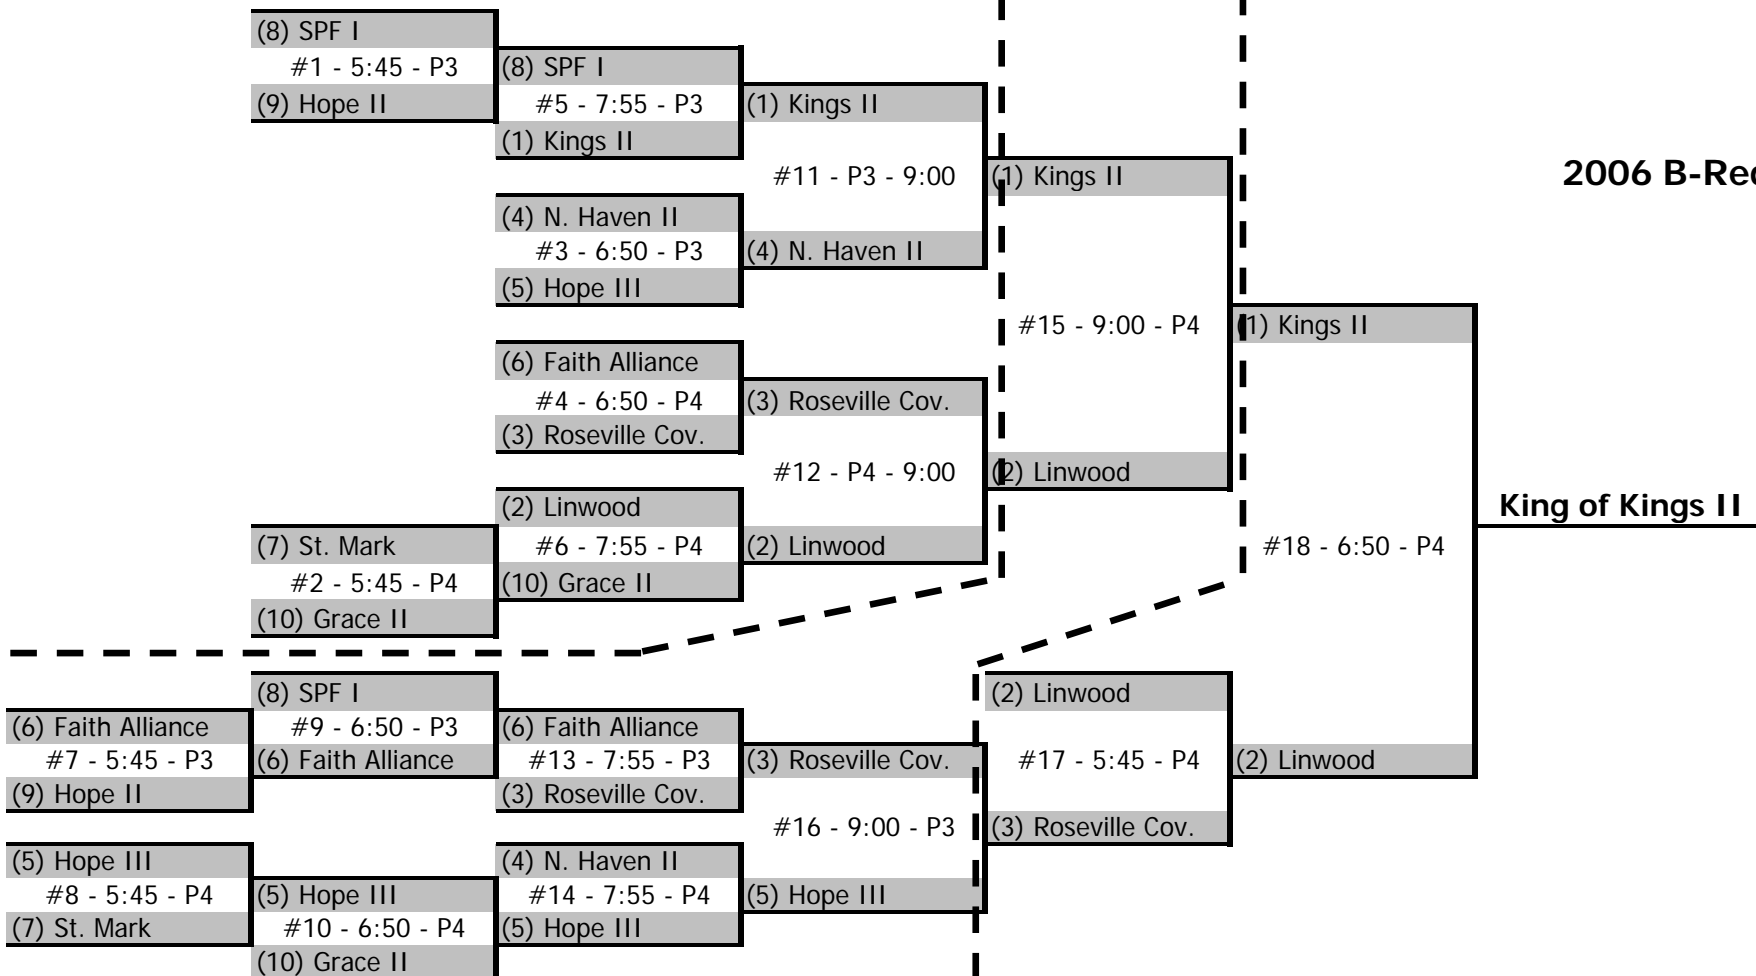 (8) SPF I
#1 - 5:45 - P3
(9) Hope II
(8) SPF I
#5 - 7:55 - P3
(1) Kings II
(1) Kings II
#11 - P3 - 9:00
(4) N. Haven II
(4) N. Haven II
#3 - 6:50 - P3
(5) Hope III
(1) Kings II
#15 - 9:00 - P4
(2) Linwood
(6) Faith Alliance
#4 - 6:50 - P4
(3) Roseville Cov.
(3) Roseville Cov.
#12 - P4 - 9:00
(2) Linwood
(2) Linwood
#6 - 7:55 - P4
(10) Grace II
(7) St. Mark
#2 - 5:45 - P4
(10) Grace II
2006 B-Rec
(1) Kings II
#18 - 6:50 - P4
(2) Linwood
King of Kings II
(6) Faith Alliance
#7 - 5:45 - P3
(9) Hope II
(8) SPF I
#9 - 6:50 - P3
(6) Faith Alliance
(6) Faith Alliance
#13 - 7:55 - P3
(3) Roseville Cov.
(3) Roseville Cov.
#16 - 9:00 - P3
(5) Hope III
(2) Linwood
#17 - 5:45 - P4
(3) Roseville Cov.
(5) Hope III
#8 - 5:45 - P4
(7) St. Mark
(5) Hope III
#10 - 6:50 - P4
(10) Grace II
(4) N. Haven II
#14 - 7:55 - P4
(5) Hope III